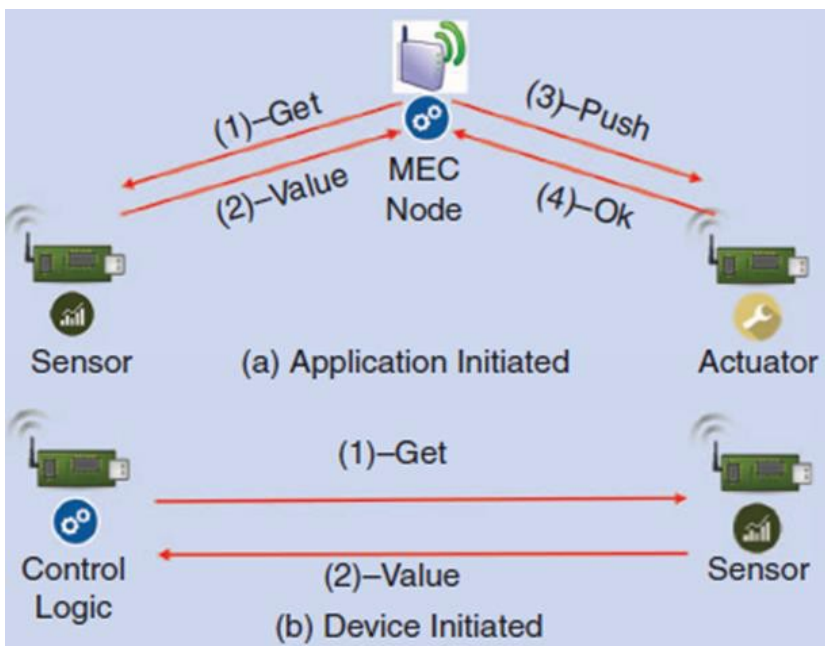 (1)–Get
(3)–Push
(2)–Value
MEC
Node
(4)–Ok
Sensor
(a) Application Initiated
Actuator
(1)–Get
Control
Logic
(2)–Value
Sensor
(b) Device Initiated